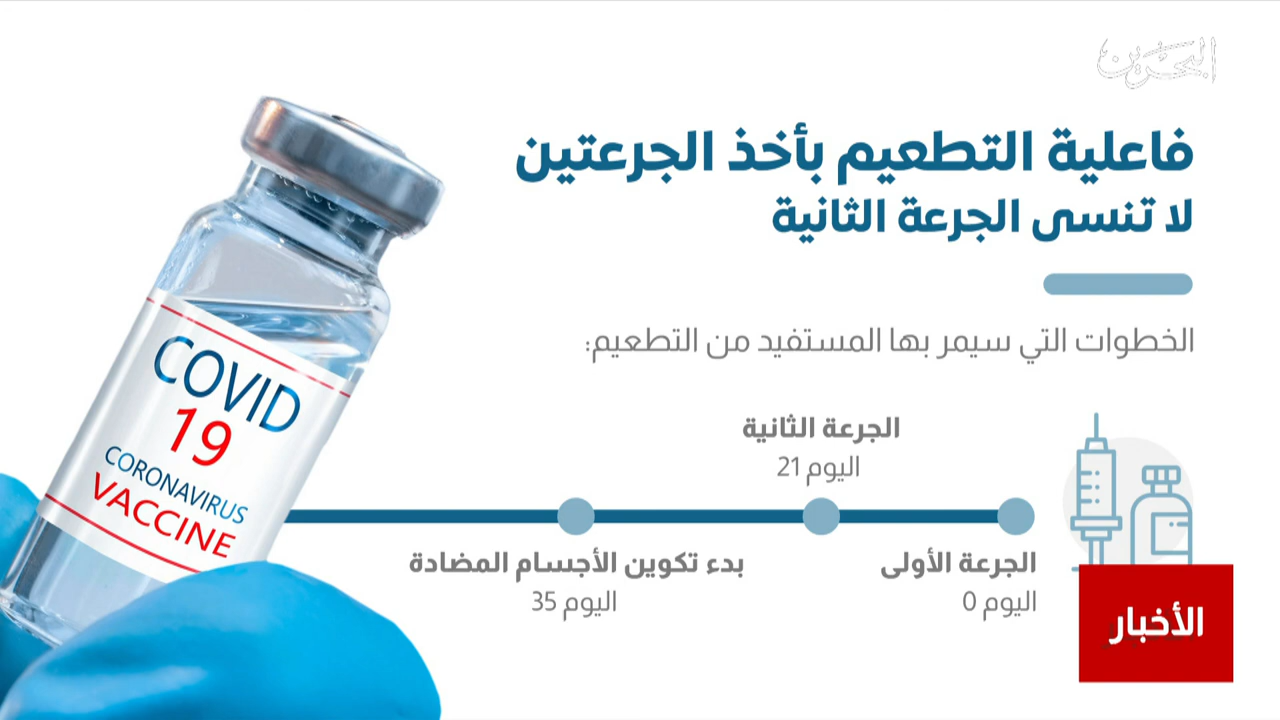 البحرين
فاعلية التطعيم بأخذ الجرعتين
لا تنسى الجرعة الثانية
الخطوات التي سيمر بها المستفيد من التطعيم:
الجرعة الأولى
اليوم 0
الجرعة الثانية
اليوم 21
بدء تكوين الأجسام المضادة
اليوم 35
COVID
19
CORONAVIRUS
VACCINE
الأخبار